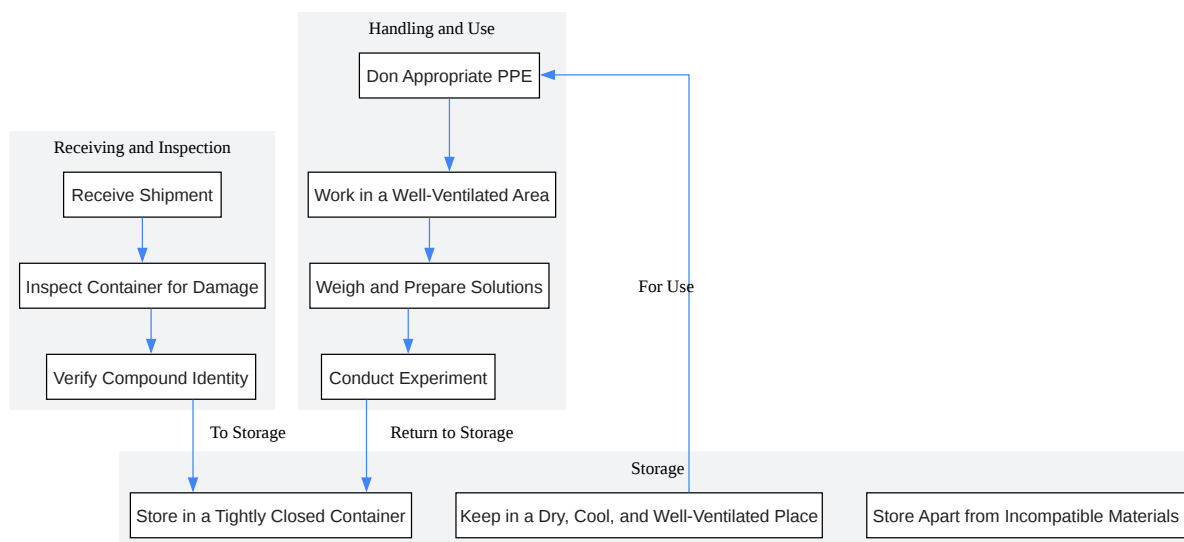 Handling and Use
Don Appropriate PPE
Receiving and Inspection
Receive Shipment
Work in a Well-Ventilated Area
Inspect Container for Damage
Weigh and Prepare Solutions
For Use
Verify Compound Identity
Conduct Experiment
To Storage
Return to Storage
Storage
Store in a Tightly Closed Container
Keep in a Dry, Cool, and Well-Ventilated Place
Store Apart from Incompatible Materials